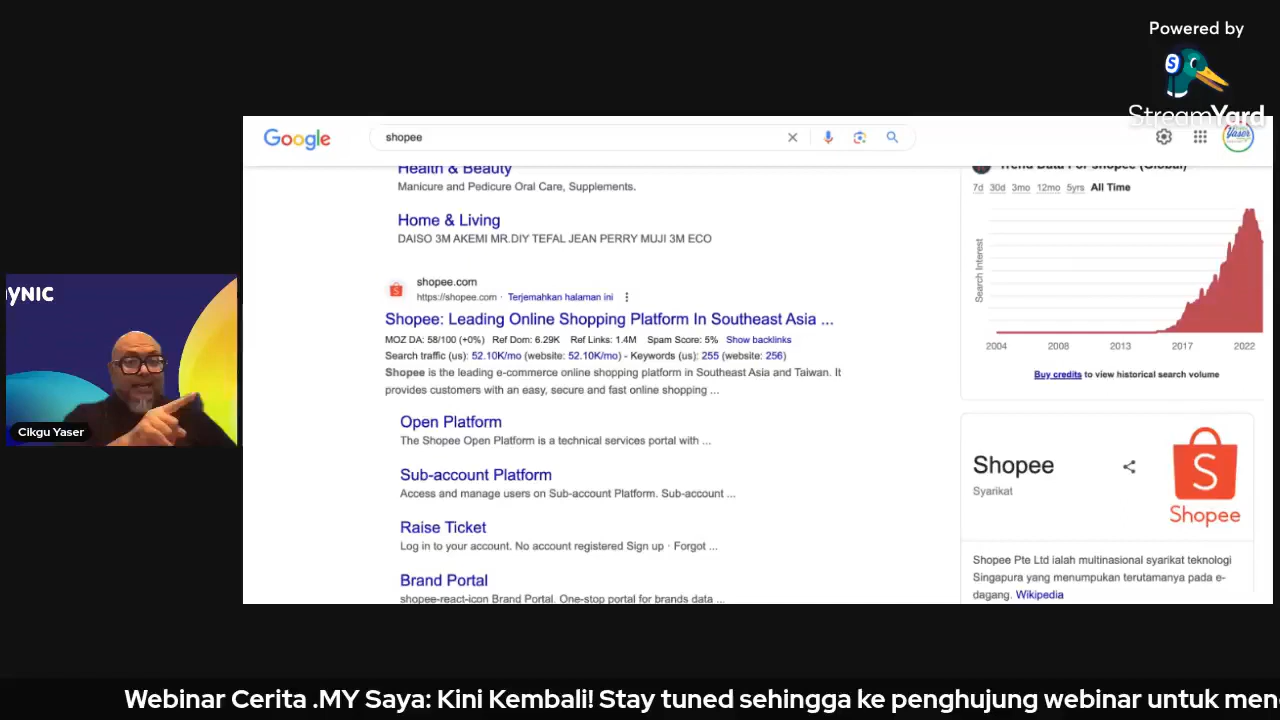 Powered by
StreamYard
Google
shopee
Health & Beauty
Manicure and Pedicure Oral Care, Supplements.
Home & Living
DAISO 3M AKEMI MR.DIY TEFAL JEAN PERRY MUJI 3M ECO
shopee.com
https://shopee.com · Terjemahkan halaman ini
Shopee: Leading Online Shopping Platform In Southeast Asia ...
MOZ DA: 58/100 (+0%) Ref Dom: 6.29K Ref Links: 1.4M Spam Score: 5% Show backlinks
Search traffic (us): 52.10K/mo (website: 52.10K/mo) - Keywords (us): 255 (website: 256)
Shopee is the leading e-commerce online shopping platform in Southeast Asia and Taiwan. It
provides customers with an easy, secure and fast online shopping ...
Open Platform
The Shopee Open Platform is a technical services portal with ...
Sub-account Platform
Access and manage users on Sub-account Platform. Sub-account ...
Raise Ticket
Log in to your account. No account registered Sign up · Forgot ...
Brand Portal
shopee-react-icon Brand Portal. One-stop portal for brands data ...
Trend Data For shopee (Global)
7d 30d 3mo 12mo 5yrs All Time
Search Interest
2004 2008 2013 2017 2022
Buy credits to view historical search volume
Shopee
Syarikat
S
Shopee
Shopee Pte Ltd ialah multinasional syarikat teknologi
Singapura yang menumpukan terutamanya pada e-
dagang. Wikipedia
YNIC
Cikgu Yaser
Webinar Cerita .MY Saya: Kini Kembali! Stay tuned sehingga ke penghujung webinar untuk men